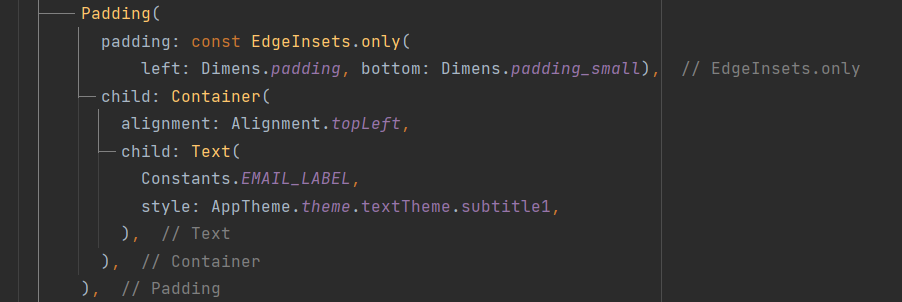 Padding(
padding: const EdgeInsets.only(
left: Dimens.padding, bottom: Dimens.padding_small), // EdgeInsets.only
child: Container(
alignment: Alignment.topLeft,
child: Text(
Constants.EMAIL_LABEL,
style: AppTheme.theme.textTheme.subtitle1,
), // Text
), // Container
), // Padding